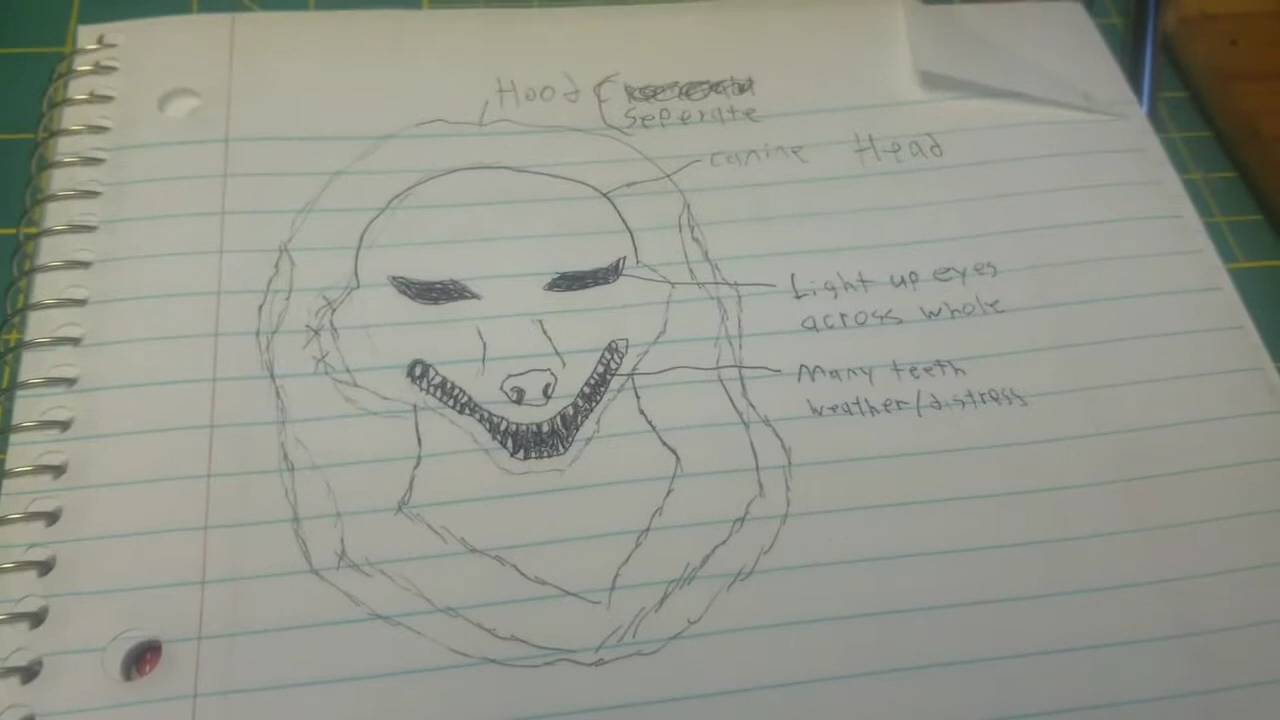 Hood (
Seperate
canine Head
Light up eyes
across whole
Many teeth
weather/distress